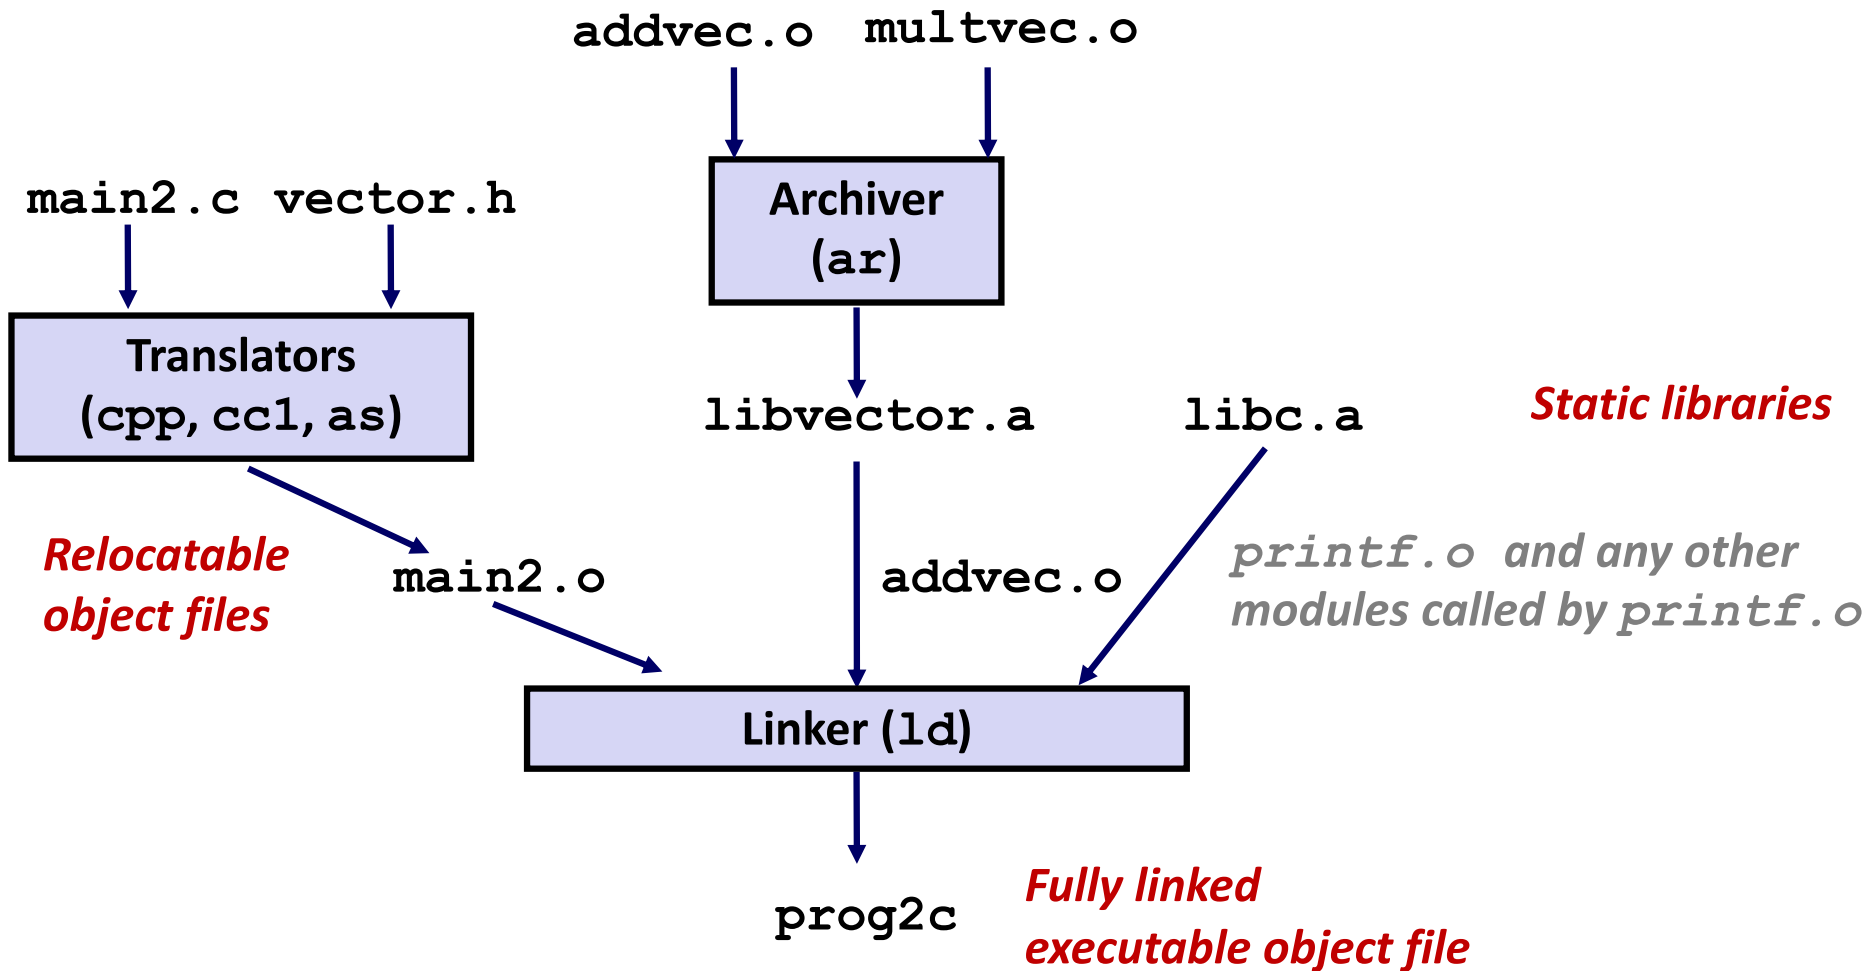 addvec.o multvec.o
main2.c vector.h
Archiver
(ar)
Translators
(cpp, cc1, as)
libvector.a
libc.a
Static libraries
Relocatable
object files
main2.o
addvec.o
printf.o and any other
modules called by printf.o
Linker (ld)
prog2c
Fully linked
executable object file